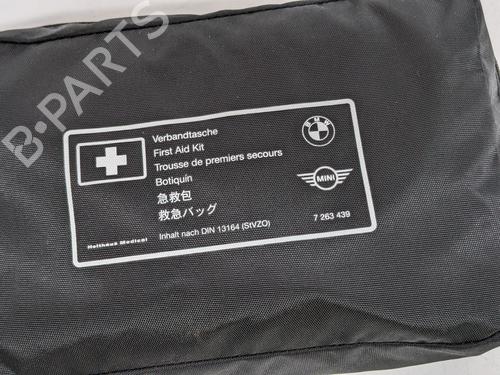 B-PARTS
Verbandtasche
First Aid Kit
Trousse de premiers secours
Botiquín
急救包
救急バッグ
Inhalt nach DIN 13164 (StVZO)
Holthaus Medical
BMW
MINI
7 263 439